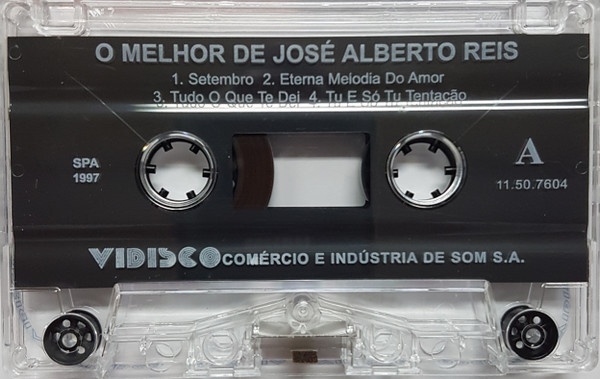 O MELHOR DE JOSÉ ALBERTO REIS
1. Setembro 2. Eterna Melodia Do Amor
3. Tudo O Que Te Dei 4. Tu E Só Tu Tentação
SPA
1997
A
11.50.7604
VIDISCO COMÉRCIO E INDÚSTRIA DE SOM S.A.